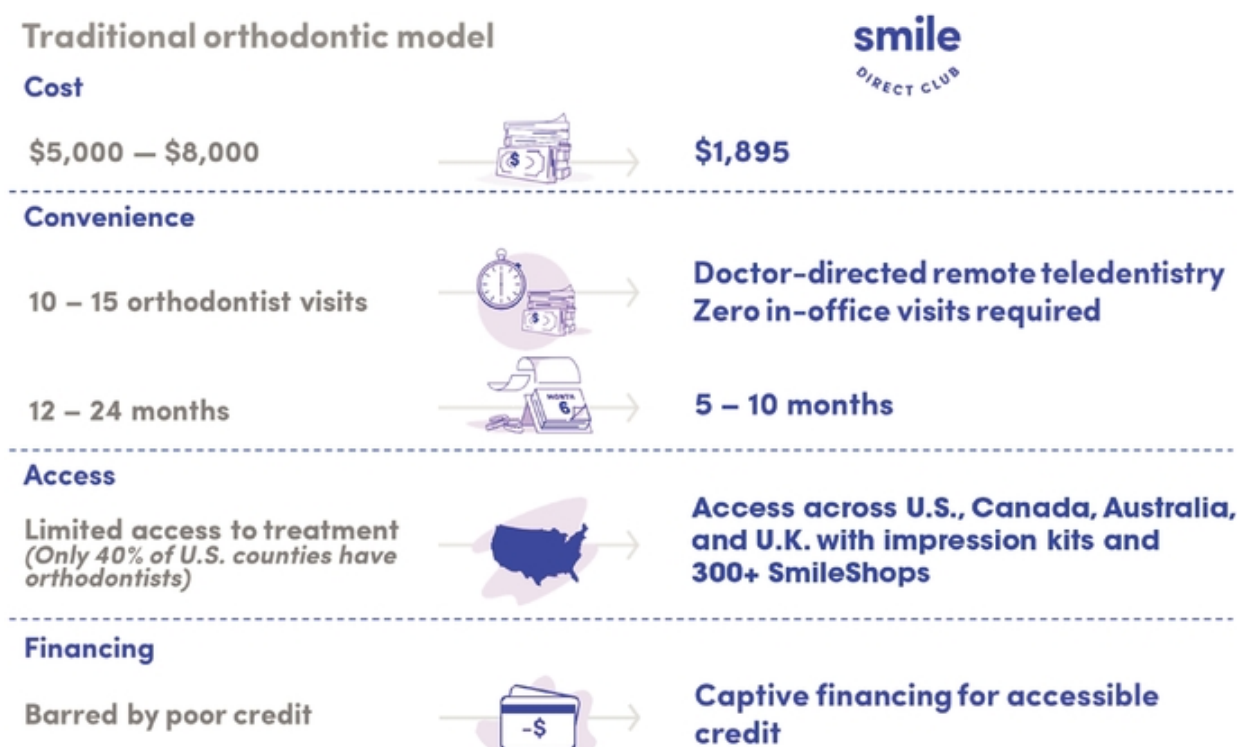 Traditional orthodontic model
smile
DIRECT CLUB
Cost
$5,000 — $8,000
$
$1,895
Convenience
10 – 15 orthodontist visits
$
Doctor-directed remote teledentistry
Zero in-office visits required
12 – 24 months
MONTH
6
5 – 10 months
Access
Limited access to treatment
(Only 40% of U.S. counties have
orthodontists)
Access across U.S., Canada, Australia,
and U.K. with impression kits and
300+ SmileShops
Financing
Barred by poor credit
-$
Captive financing for accessible
credit